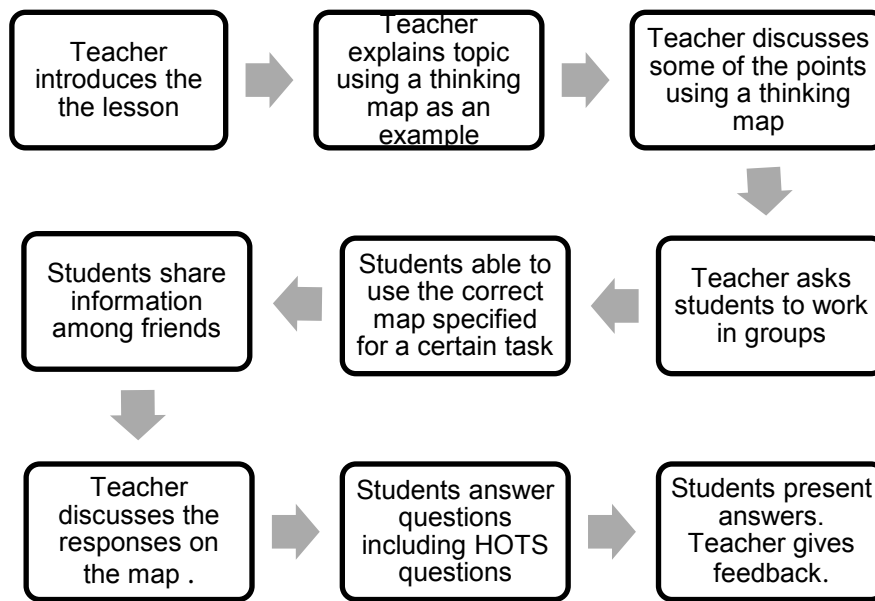 Teacher
introduces the
the lesson
Teacher
explains topic
using a thinking
map as an
example
Teacher discusses
some of the points
using a thinking
map
Teacher asks
students to work
in groups
Students able to
use the correct
map specified
for a certain task
Students share
information
among friends
Teacher
discusses the
responses on
the map .
Students answer
questions
including HOTS
questions
Students present
answers.
Teacher gives
feedback.